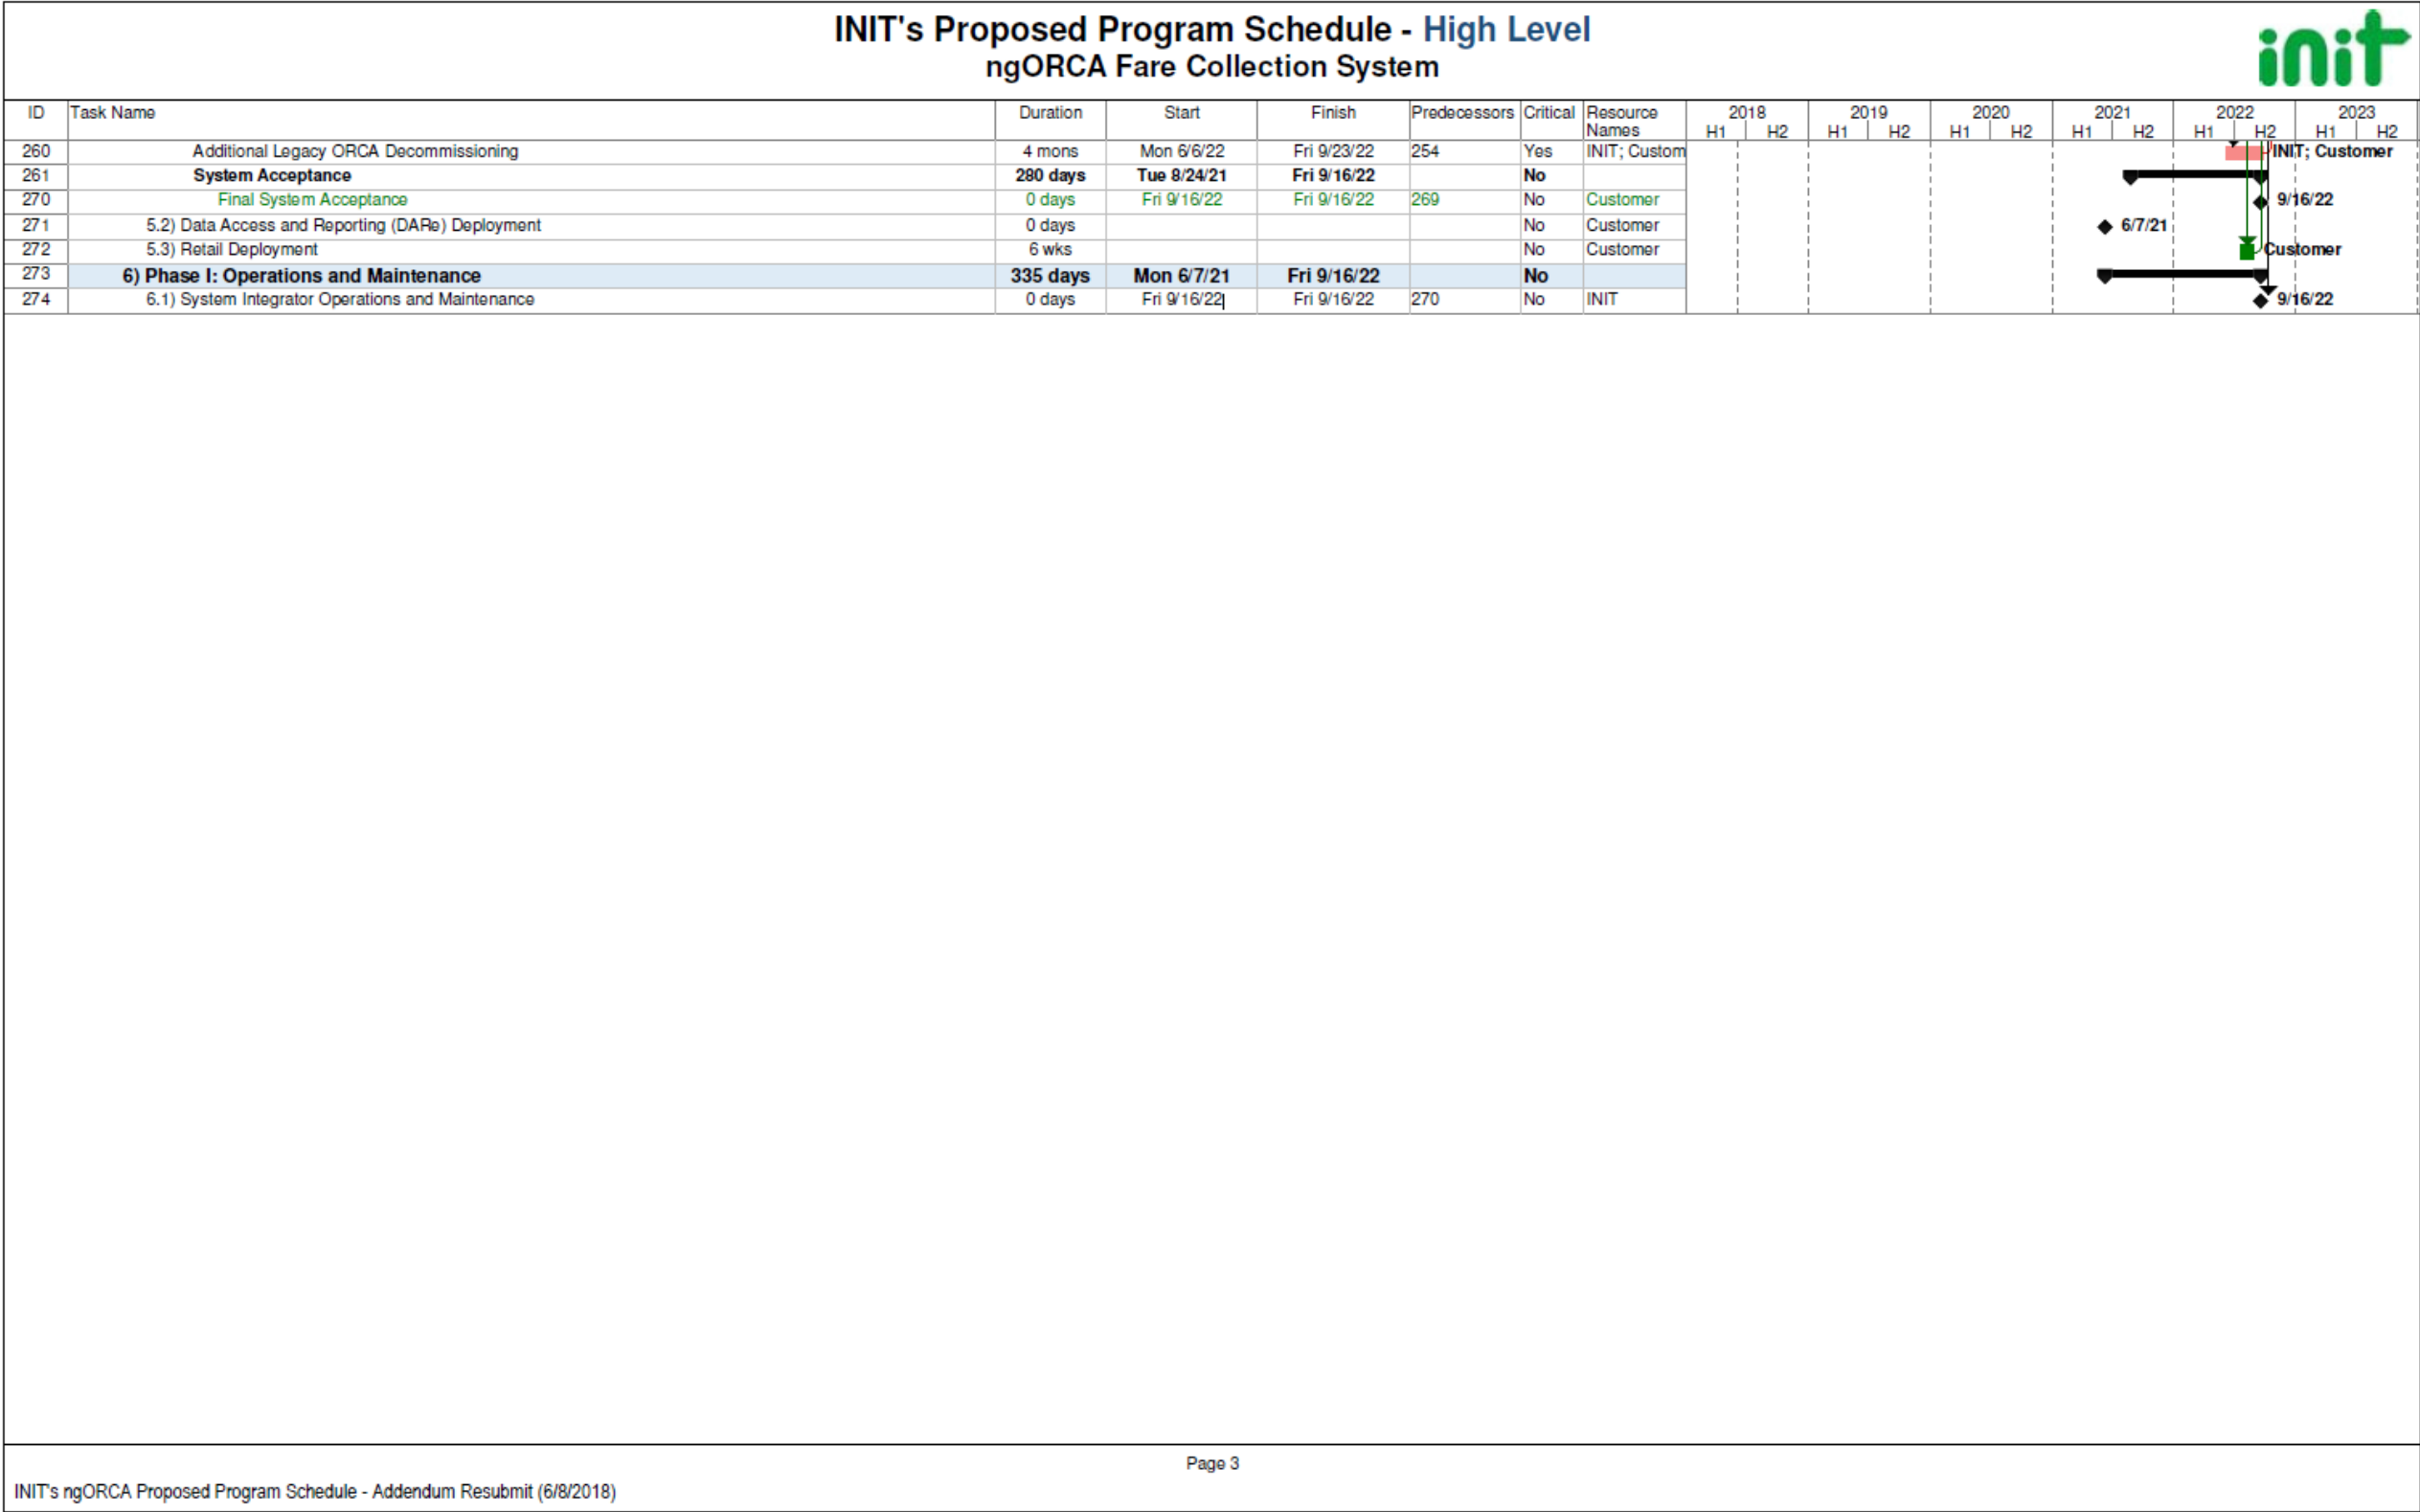 INIT's Proposed Program Schedule - High Level
ngORCA Fare Collection System
init
ID Task Name Duration Start Finish Predecessors Critical Resource Names 2018 2019 2020 2021 2022 2023
H1 H2 H1 H2 H1 H2 H1 H2 H1 H2 H1 H2
260 Additional Legacy ORCA Decommissioning 4 mons Mon 6/6/22 Fri 9/23/22 254 Yes INIT; Custom INIT; Customer
261 System Acceptance 280 days Tue 8/24/21 Fri 9/16/22 No
270 Final System Acceptance 0 days Fri 9/16/22 Fri 9/16/22 269 No Customer 9/16/22
271 5.2) Data Access and Reporting (DARe) Deployment 0 days No Customer 6/7/21
272 5.3) Retail Deployment 6 wks No Customer Customer
273 6) Phase I: Operations and Maintenance 335 days Mon 6/7/21 Fri 9/16/22 No
274 6.1) System Integrator Operations and Maintenance 0 days Fri 9/16/22 Fri 9/16/22 270 No INIT 9/16/22
Page 3
INIT's ngORCA Proposed Program Schedule - Addendum Resubmit (6/8/2018)